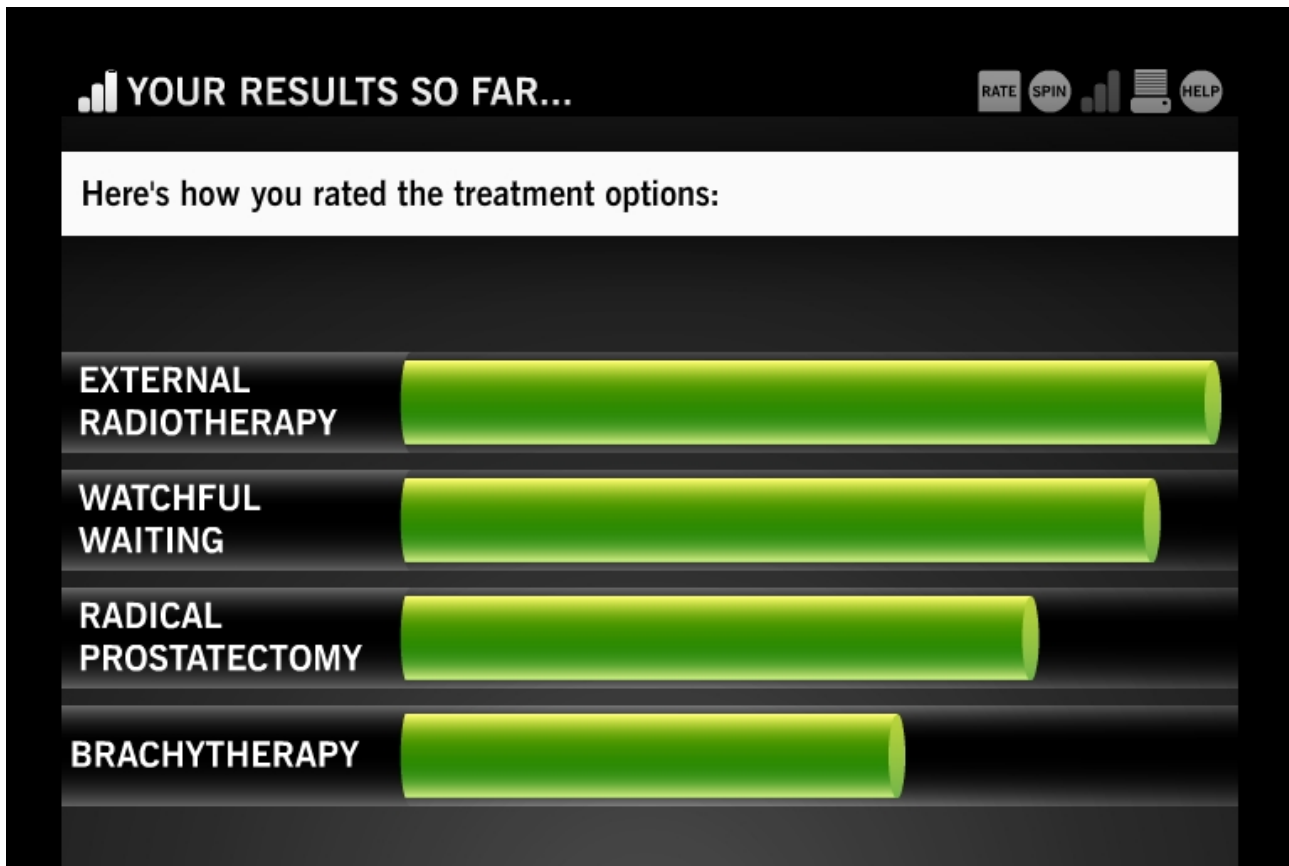 YOUR RESULTS SO FAR...
RATE SPIN HELP
Here's how you rated the treatment options:
EXTERNAL
RADIOTHERAPY
WATCHFUL
WAITING
RADICAL
PROSTATECTOMY
BRACHYTHERAPY